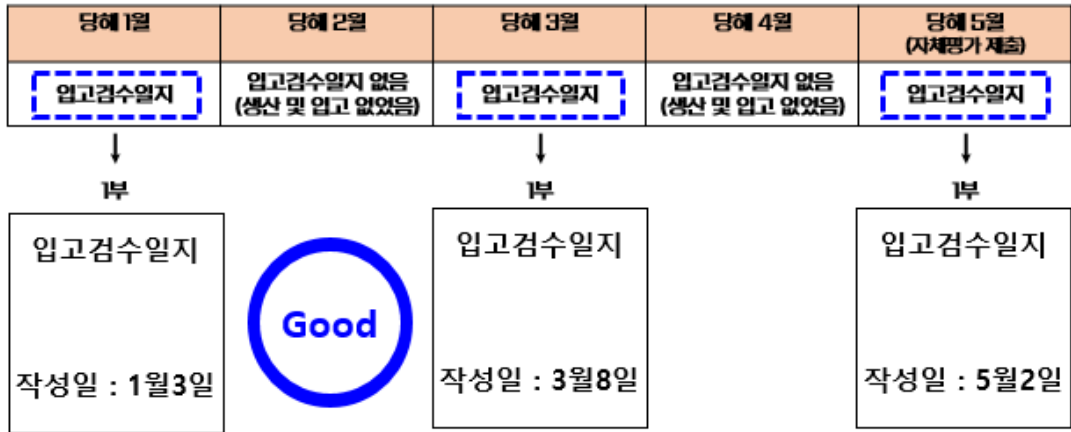 당해 1월
당해 2월
당해 3월
당해 4월
당해 5월
(자체평가 제출)
입고검수일지
입고검수일지 없음
(생산 및 입고 없었음)
입고검수일지
입고검수일지 없음
(생산 및 입고 없었음)
입고검수일지
1부
1부
1부
입고검수일지
작성일 : 1월3일
Good
입고검수일지
작성일 : 3월8일
입고검수일지
작성일 : 5월2일